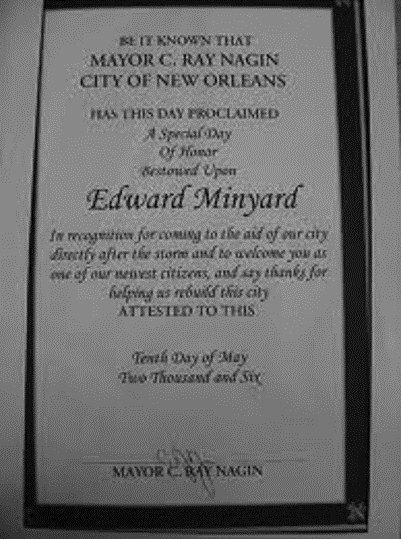 BE IT KNOWN THAT
MAYOR C. RAY NAGIN
CITY OF NEW ORLEANS
HAS THIS DAY PROCLAIMED
A Special Day
Of Honor
Bestowed Upon
Edward Minyard
In recognition for coming to the aid of our city
directly after the storm and to welcome you as
one of our newest citizens, and say thanks for
helping us rebuild this city
ATTESTED TO THIS
Tenth Day of May
Two Thousand and Six
MAYOR C. RAY NAGIN